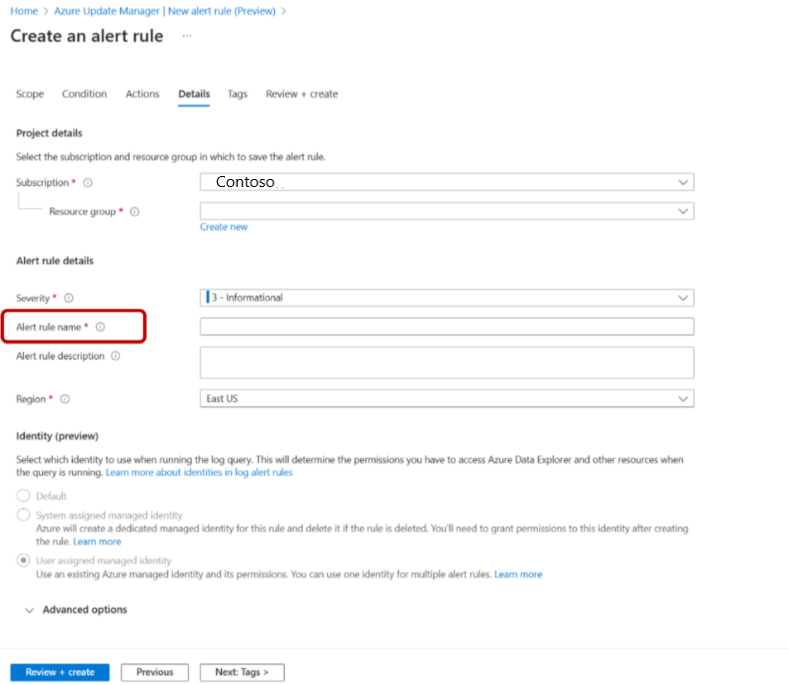 Home > Azure Update Manager | New alert rule (Preview) >
Create an alert rule ...
Scope Condition Actions Details Tags Review + create
Project details
Select the subscription and resource group in which to save the alert rule.
Subscription * Contoso
Resource group *
Create new
Alert rule details
Severity * 3 - Informational
Alert rule name *
Alert rule description
Region * East US
Identity (preview)
Select which identity to use when running the log query. This will determine the permissions you have to access Azure Data Explorer and other resources when
the query is running. Learn more about identities in log alert rules
Default
System assigned managed identity
Azure will create a dedicated managed identity for this rule and delete it if the rule is deleted. You'll need to grant permissions to this identity after creating
the rule. Learn more
User assigned managed identity
Use an existing Azure managed identity and its permissions. You can use one identity for multiple alert rules. Learn more
Advanced options
Review + create Previous Next: Tags >